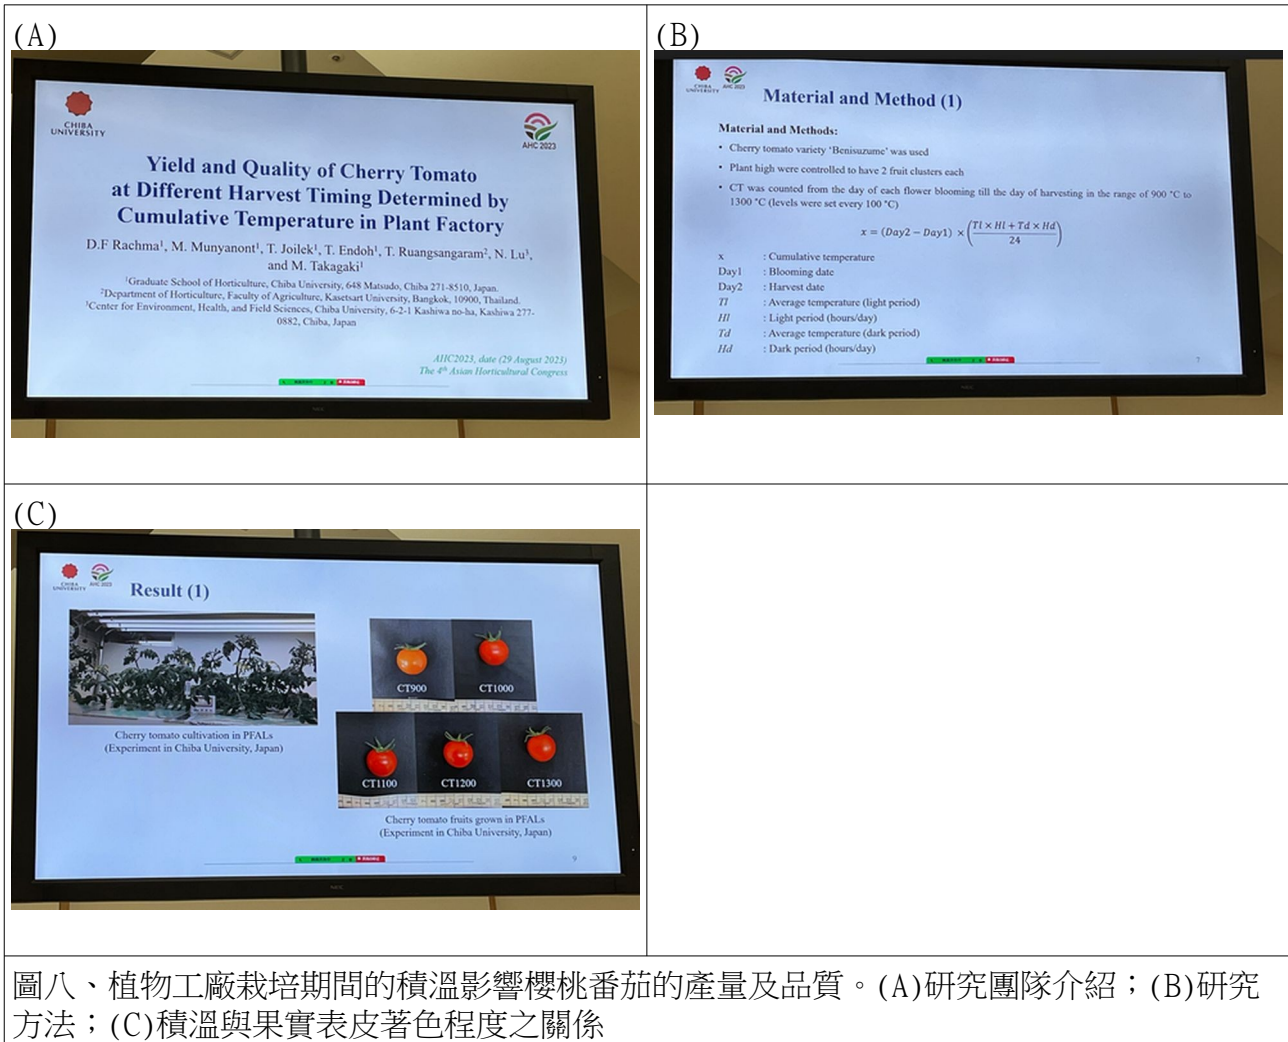 (A)
CHIBA
UNIVERSITY
AHC 2023
Yield and Quality of Cherry Tomato
at Different Harvest Timing Determined by
Cumulative Temperature in Plant Factory
D.F Rachma¹, M. Munyanont¹, T. Joilek¹, T. Endoh¹, T. Ruangsangaram², N. Lu³,
and M. Takagaki¹
¹Graduate School of Horticulture, Chiba University, 648 Matsudo, Chiba 271-8510, Japan.
²Department of Horticulture, Faculty of Agriculture, Kasetsart University, Bangkok, 10900, Thailand.
³Center for Environment, Health, and Field Sciences, Chiba University, 6-2-1 Kashiwa no-ha, Kashiwa 277-
0882, Chiba, Japan
AHC2023, date (29 August 2023)
The 4ᵗʰ Asian Horticultural Congress
NEC
(B)
CHIBA
UNIVERSITY
AHC 2023
Material and Method (1)
Material and Methods:
• Cherry tomato variety ‘Benisuzume’ was used
• Plant high were controlled to have 2 fruit clusters each
• CT was counted from the day of each flower blooming till the day of harvesting in the range of 900 °C to
1300 °C (levels were set every 100 °C)
x = (Day2 − Day1) × (Tl × Hl + Td × Hd / 24)
x : Cumulative temperature
Day1 : Blooming date
Day2 : Harvest date
Tl : Average temperature (light period)
Hl : Light period (hours/day)
Td : Average temperature (dark period)
Hd : Dark period (hours/day)
7
NEC
(C)
CHIBA
UNIVERSITY
AHC 2023
Result (1)
CT900
CT1000
CT1100
CT1200
CT1300
Cherry tomato cultivation in PFALs
(Experiment in Chiba University, Japan)
Cherry tomato fruits grown in PFALs
(Experiment in Chiba University, Japan)
9
NEC
圖八、植物工廠栽培期間的積溫影響櫻桃番茄的產量及品質。(A)研究團隊介紹；(B)研究
方法；(C)積溫與果實表皮著色程度之關係